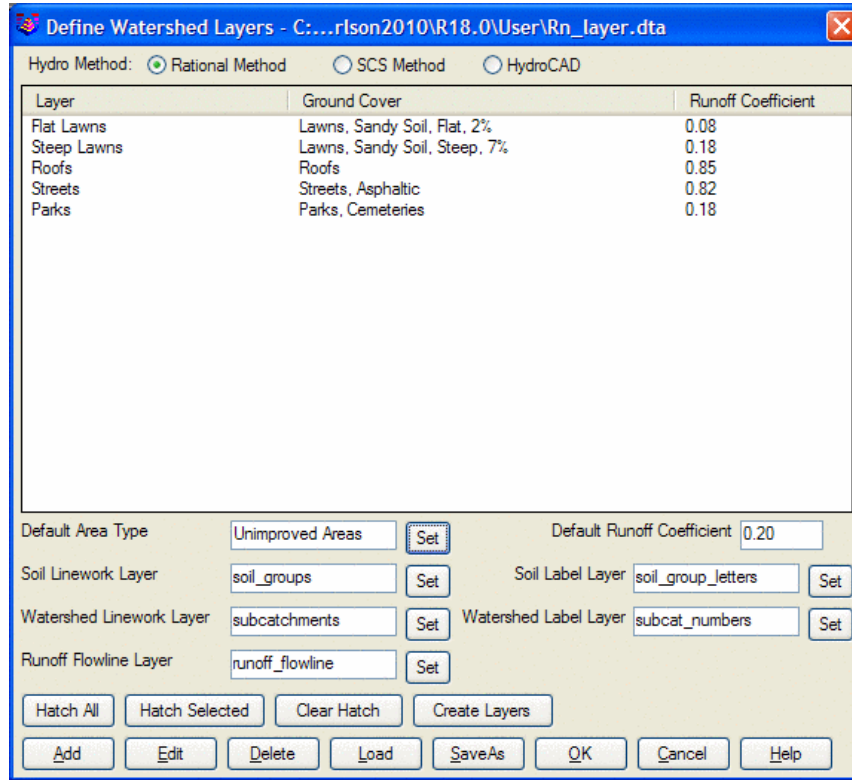 Define Watershed Layers - C:...rlson2010\R18.0\User\Rn_layer.dta
Hydro Method: Rational Method SCS Method HydroCAD
Layer Ground Cover Runoff Coefficient
Flat Lawns Lawns, Sandy Soil, Flat, 2% 0.08
Steep Lawns Lawns, Sandy Soil, Steep, 7% 0.18
Roofs Roofs 0.85
Streets Streets, Asphaltic 0.82
Parks Parks, Cemeteries 0.18
Default Area Type Unimproved Areas Set Default Runoff Coefficient 0.20
Soil Linework Layer soil_groups Set Soil Label Layer soil_group_letters Set
Watershed Linework Layer subcatchments Set Watershed Label Layer subcat_numbers Set
Runoff Flowline Layer runoff_flowline Set
Hatch All Hatch Selected Clear Hatch Create Layers
Add Edit Delete Load SaveAs OK Cancel Help